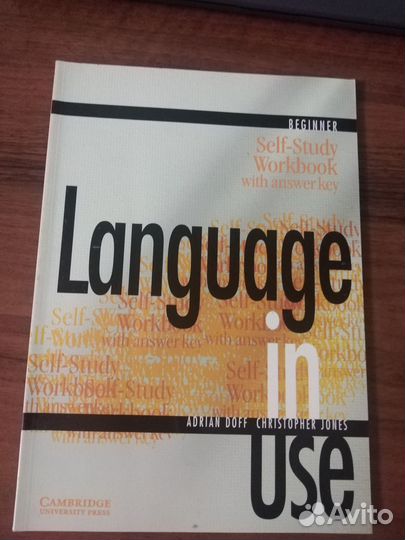 BEGINNER
Self-Study
Workbook
with answer key
Language
in
ADRIAN DOFF CHRISTOPHER JONES
Use
CAMBRIDGE
UNIVERSITY PRESS
Avito